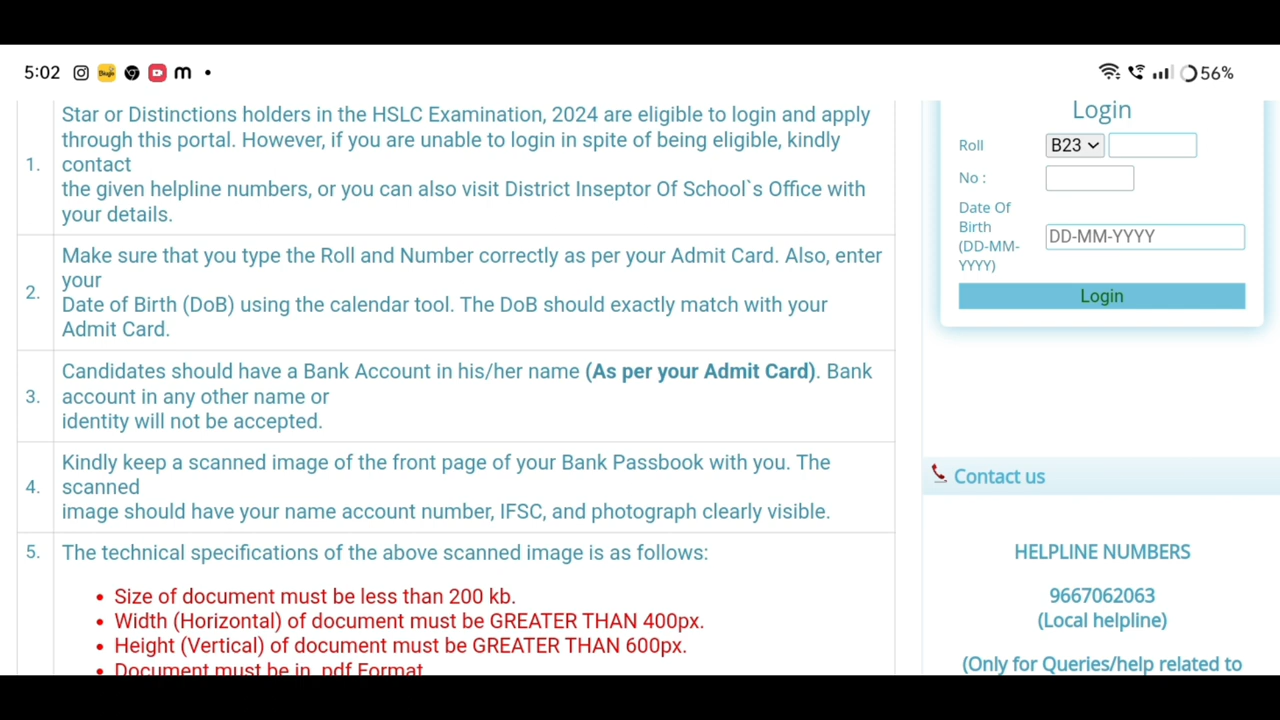 5:02
56%
Star or Distinctions holders in the HSLC Examination, 2024 are eligible to login and apply
through this portal. However, if you are unable to login in spite of being eligible, kindly
1. contact
the given helpline numbers, or you can also visit District Inseptor Of School`s Office with
your details.
Make sure that you type the Roll and Number correctly as per your Admit Card. Also, enter
your
2.
Date of Birth (DoB) using the calendar tool. The DoB should exactly match with your
Admit Card.
Candidates should have a Bank Account in his/her name (As per your Admit Card). Bank
3. account in any other name or
identity will not be accepted.
Kindly keep a scanned image of the front page of your Bank Passbook with you. The
4. scanned
image should have your name account number, IFSC, and photograph clearly visible.
5. The technical specifications of the above scanned image is as follows:
• Size of document must be less than 200 kb.
• Width (Horizontal) of document must be GREATER THAN 400px.
• Height (Vertical) of document must be GREATER THAN 600px.
• Document must be in .pdf Format
Login
Roll B23
No :
Date Of
Birth
(DD-MM-
YYYY)
DD-MM-YYYY
Login
Contact us
HELPLINE NUMBERS
9667062063
(Local helpline)
(Only for Queries/help related to